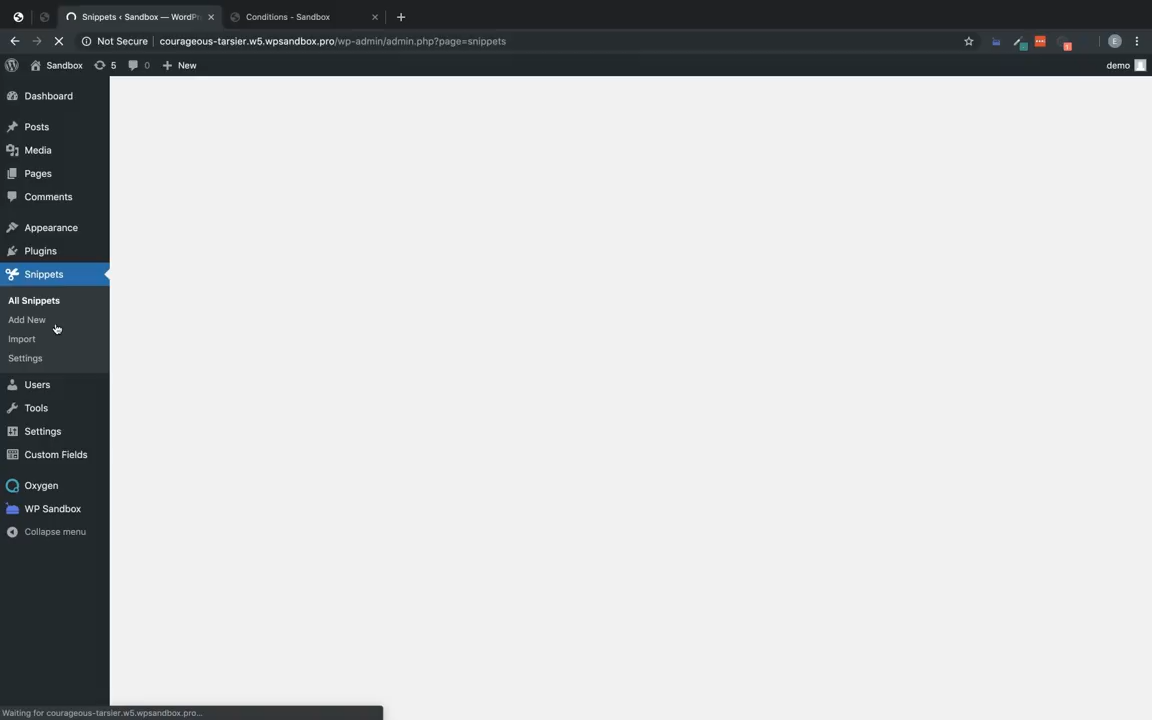 Snippets ‹ Sandbox — WordPr
Conditions - Sandbox
Not Secure
courageous-tarsier.w5.wpsandbox.pro/wp-admin/admin.php?page=snippets
E
Sandbox
5
0
New
demo
Dashboard
Posts
Media
Pages
Comments
Appearance
Plugins
Snippets
All Snippets
Add New
Import
Settings
Users
Tools
Settings
Custom Fields
Oxygen
WP Sandbox
Collapse menu
Waiting for courageous-tarsier.w5.wpsandbox.pro...